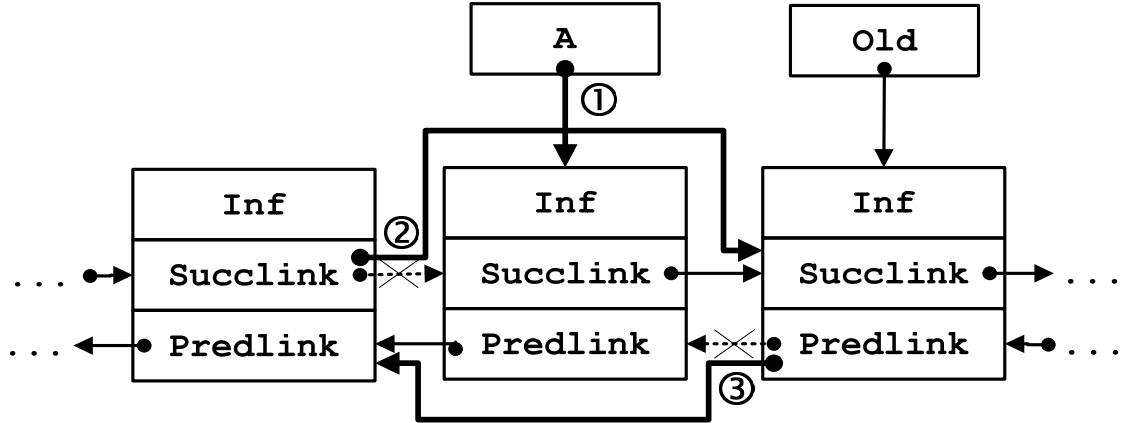 A Old
①
Inf Inf Inf
②
. . . Succlink Succlink Succlink . . .
. . . Predlink Predlink Predlink . . .
③